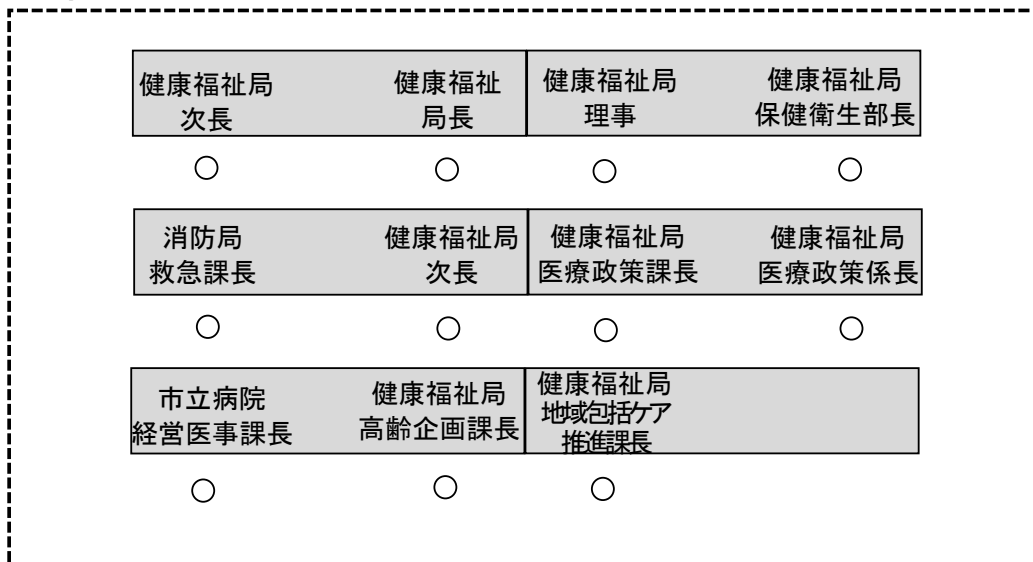 健康福祉局
次長
健康福祉
局長
健康福祉局
理事
健康福祉局
保健衛生部長
消防局
救急課長
健康福祉局
次長
健康福祉局
医療政策課長
健康福祉局
医療政策係長
市立病院
経営医事課長
健康福祉局
高齢企画課長
健康福祉局
地域包括ケア
推進課長